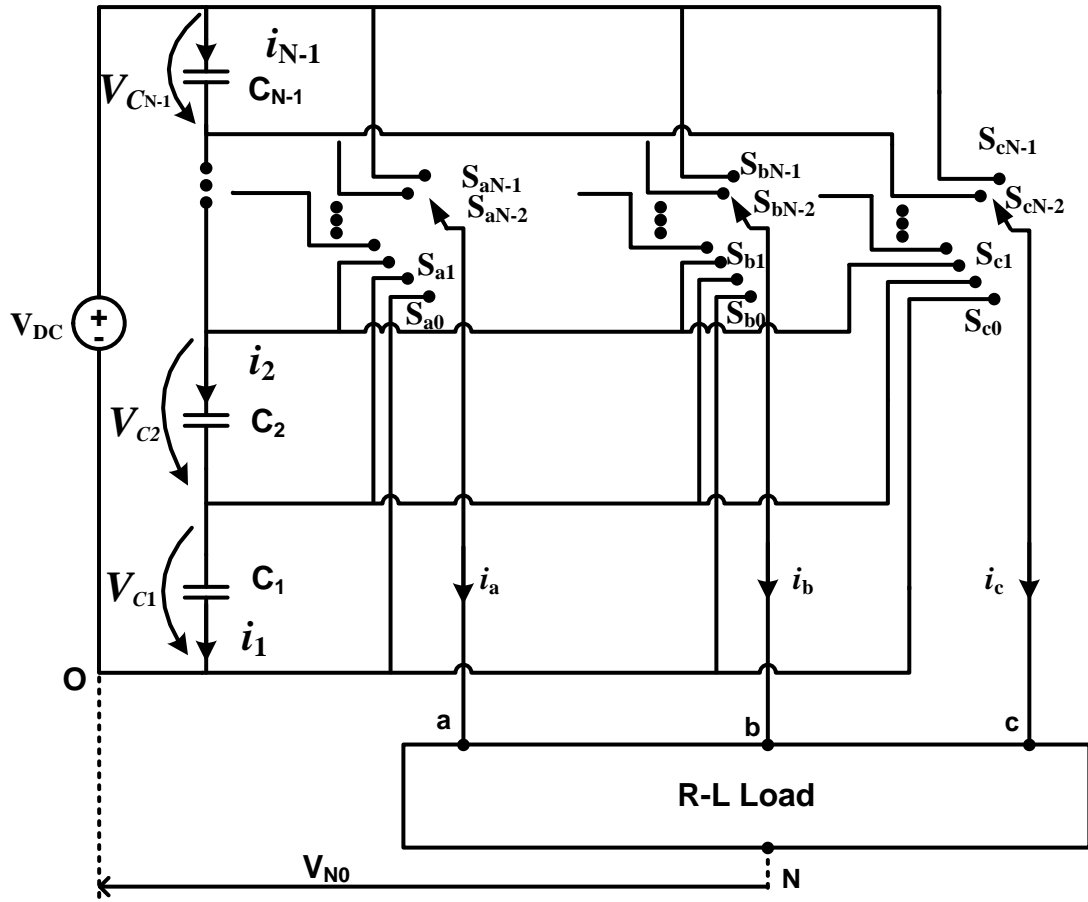 i_N-1
V_C_N-1
C_N-1
S_aN-1
S_aN-2
S_a1
S_a0
S_bN-1
S_bN-2
S_b1
S_b0
S_cN-1
S_cN-2
S_c1
S_c0
V_DC
+
-
i_2
V_C2
C_2
V_C1
C_1
i_1
i_a
i_b
i_c
O
a
b
c
R-L Load
V_N0
N